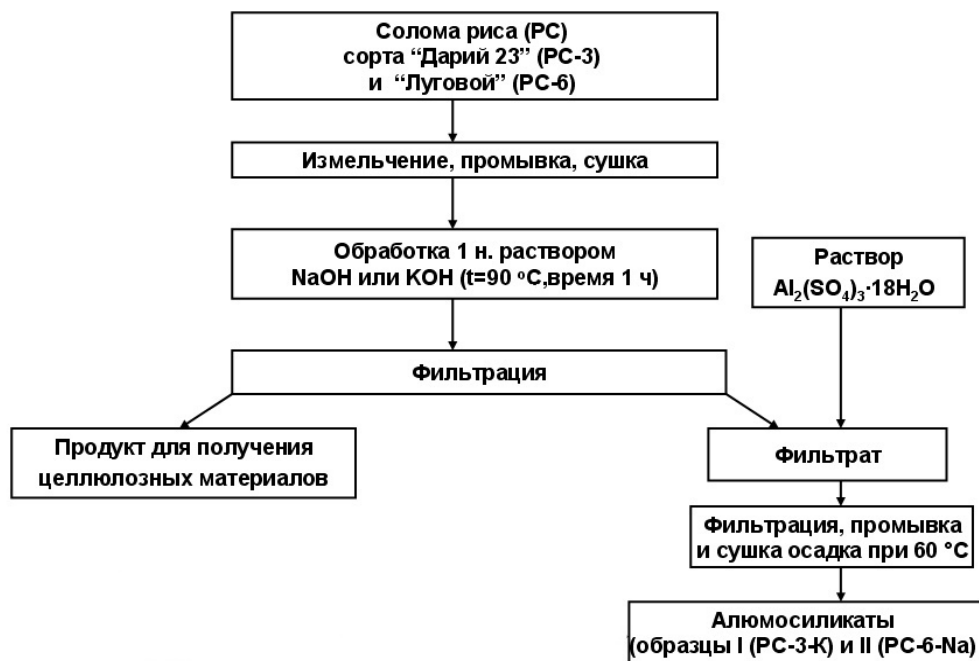 Солома риса (РС)
сорта “Дарий 23” (РС-3)
и “Луговой” (РС-6)
Измельчение, промывка, сушка
Обработка 1 н. раствором
NaOH или KOH (t=90 ºC,время 1 ч)
Раствор
Al₂(SO₄)₃·18H₂O
Фильтрация
Продукт для получения
целлюлозных материалов
Фильтрат
Фильтрация, промывка
и сушка осадка при 60 °C
Алюмосиликаты
(образцы I (РС-3-К) и II (РС-6-Na)